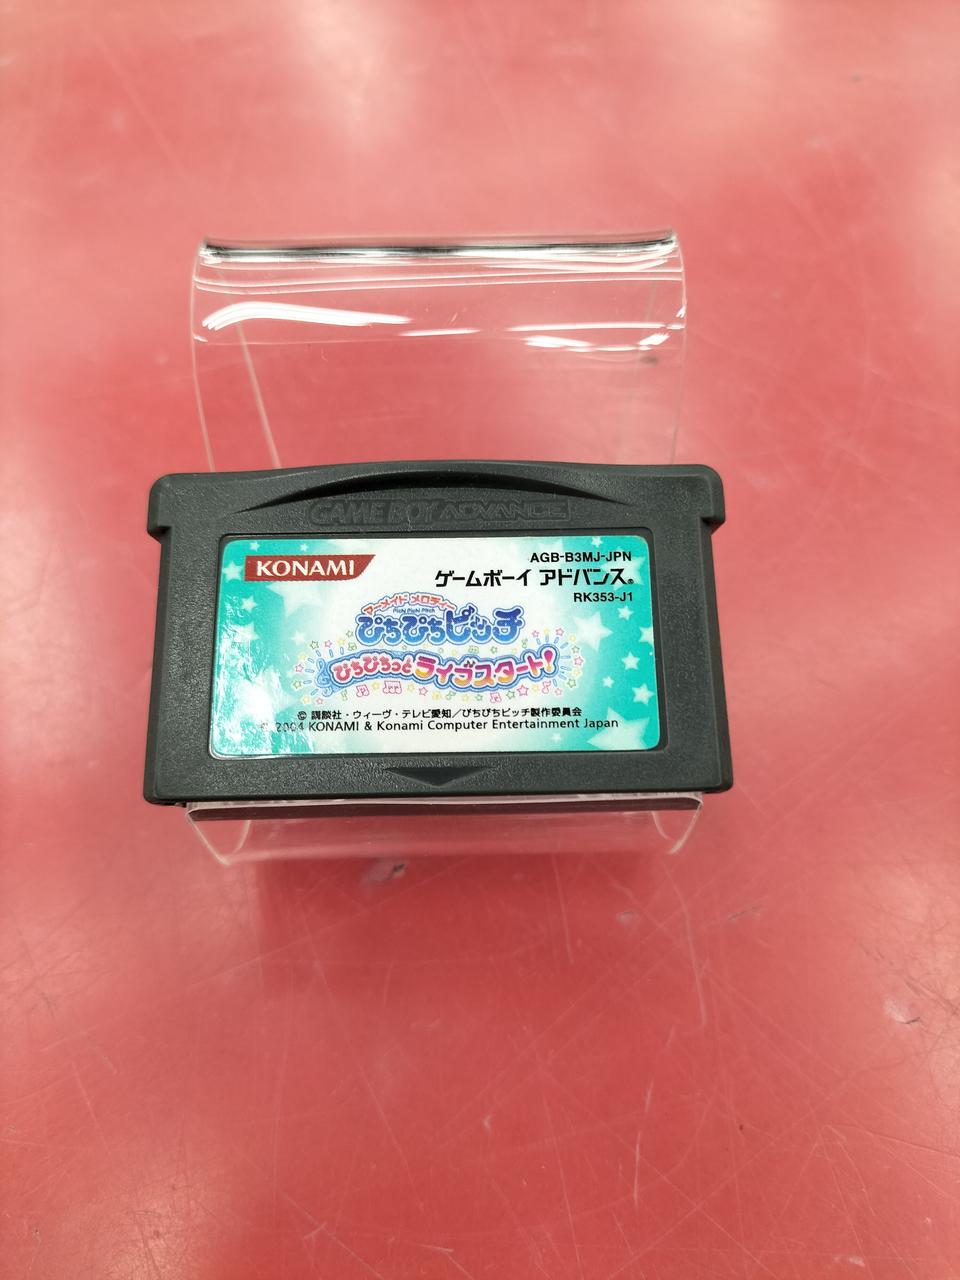 GAME BOY ADVANCE
KONAMI
AGB-B3MJ-JPN
ゲームボーイ アドバンス®
RK353-J1
マーメイド メロディー
Pichi Pichi Pitch
ぴちぴちピッチ
ぴちぴちっとライブスタート!
© 講談社・ウィーヴ・テレビ愛知/ぴちぴちピッチ製作委員会
© 2004 KONAMI & Konami Computer Entertainment Japan